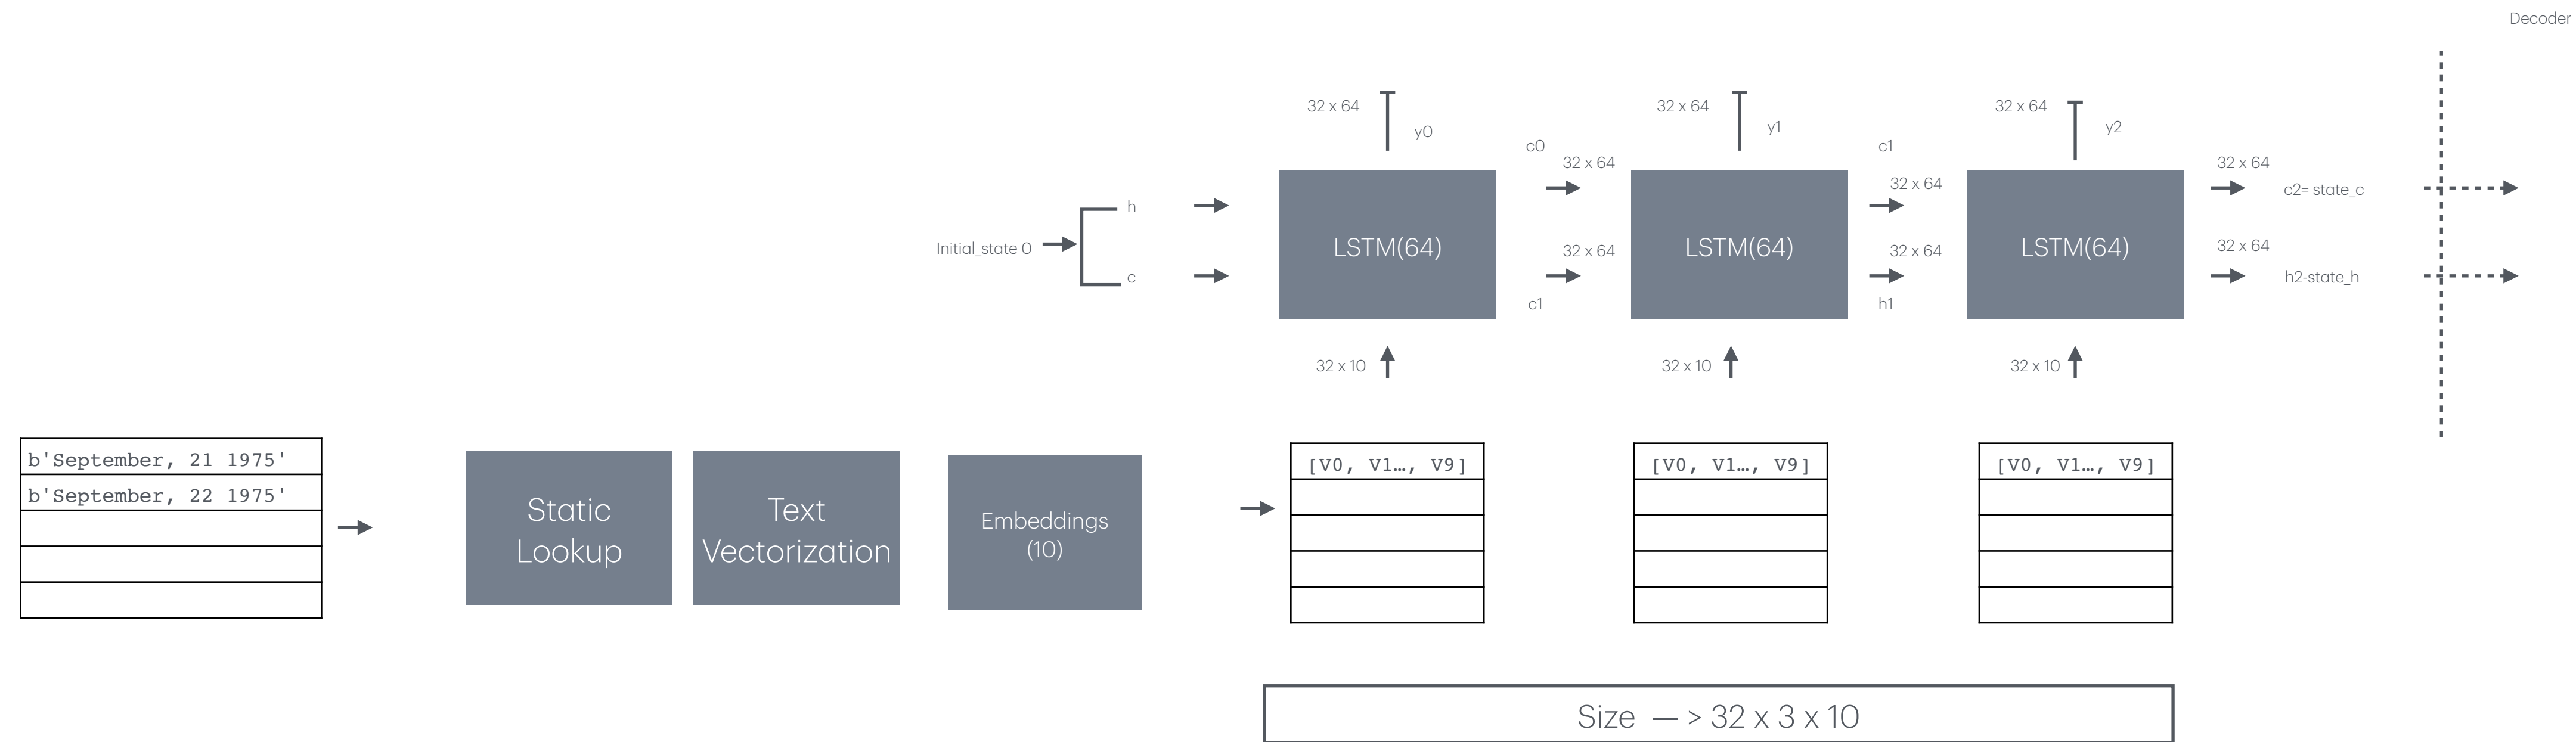 Decoder
32 x 64
y0
32 x 64
y1
32 x 64
y2
c0
32 x 64
c1
32 x 64
32 x 64
c2= state_c
h
Initial_state 0
c
LSTM(64)
LSTM(64)
LSTM(64)
32 x 64
32 x 64
32 x 64
h2-state_h
c1
h1
32 x 10
32 x 10
32 x 10
b'September, 21 1975'
b'September, 22 1975'
Static
Lookup
Text
Vectorization
Embeddings
(10)
[V0, V1…, V9]
[V0, V1…, V9]
[V0, V1…, V9]
Size — > 32 x 3 x 10